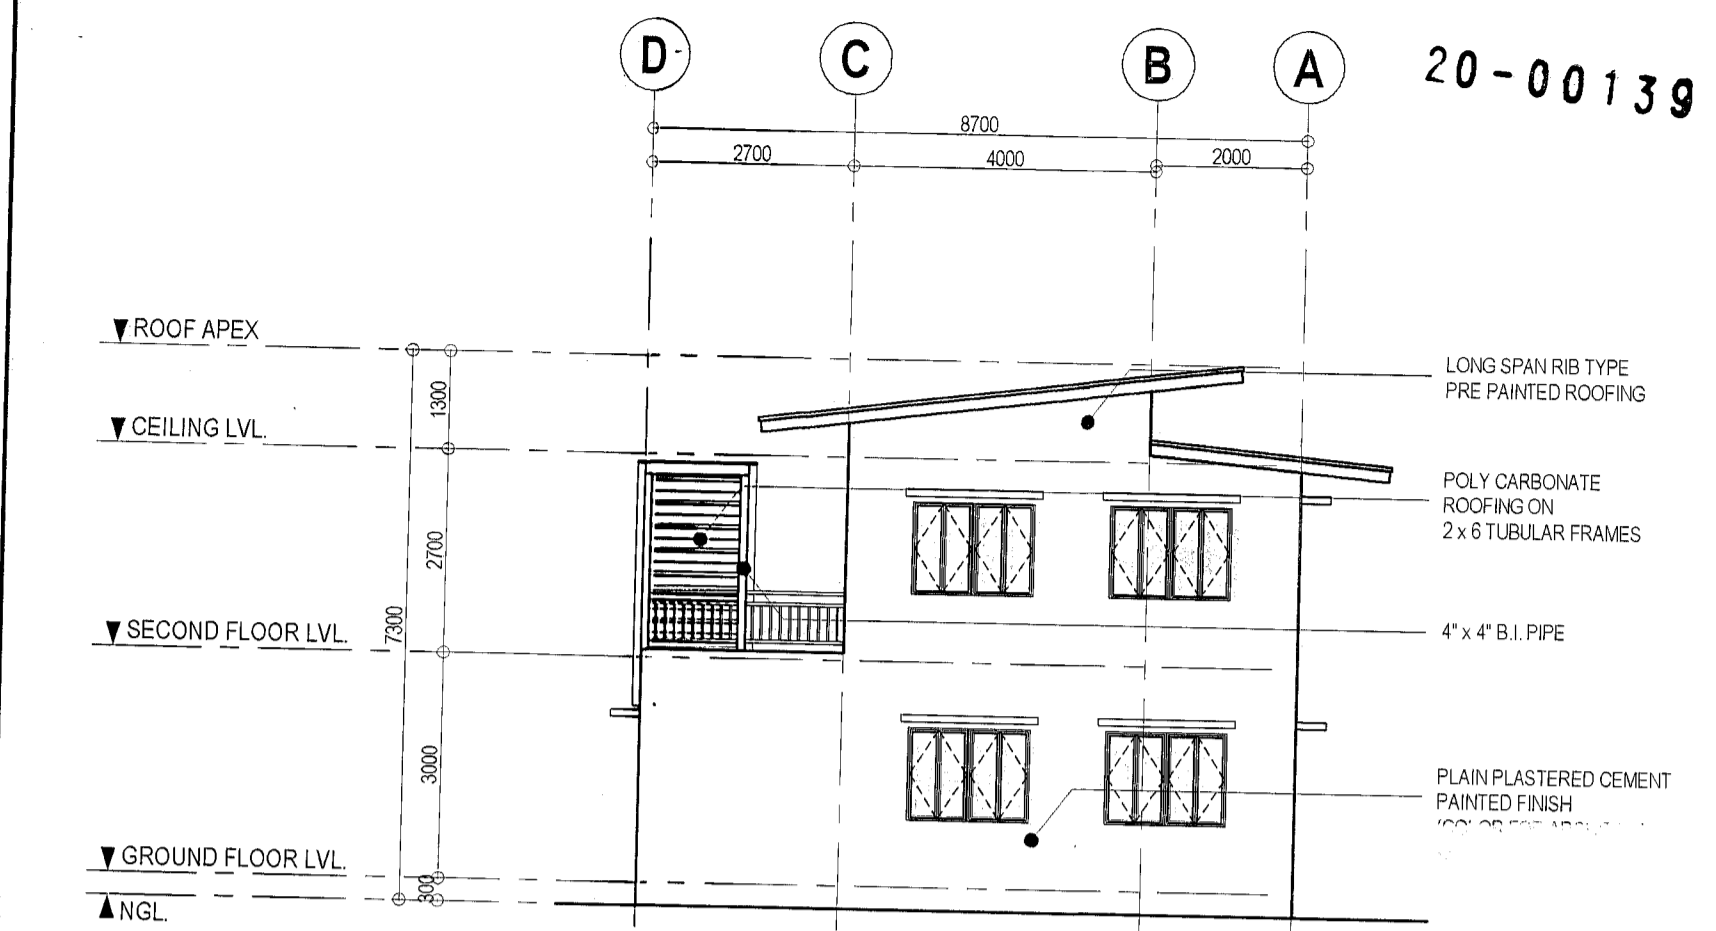 D C B A
20-00139
8700
2700 4000 2000
ROOF APEX
1300
CEILING LVL.
2700
7300
SECOND FLOOR LVL.
3000
GROUND FLOOR LVL.
300
NGL.
LONG SPAN RIB TYPE
PRE PAINTED ROOFING
POLY CARBONATE
ROOFING ON
2 x 6 TUBULAR FRAMES
4" x 4" B.I. PIPE
PLAIN PLASTERED CEMENT
PAINTED FINISH